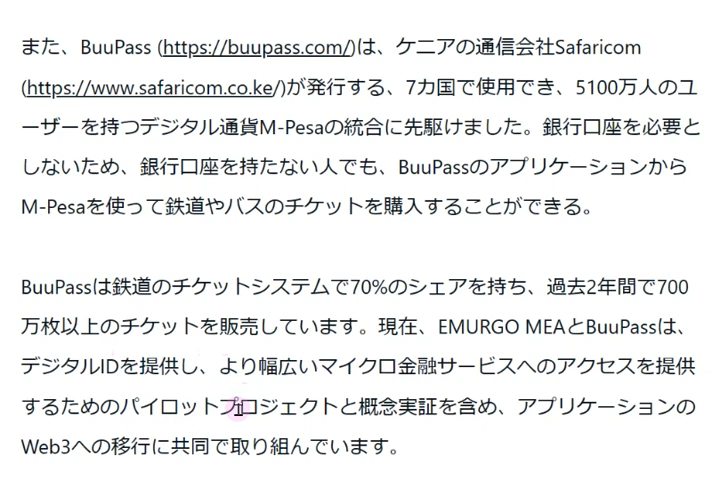 また、BuuPass (https://buupass.com/)は、ケニアの通信会社Safaricom
(https://www.safaricom.co.ke/)が発行する、7カ国で使用でき、5100万人のユ
ーザーを持つデジタル通貨M-Pesaの統合に先駆けました。銀行口座を必要と
しないため、銀行口座を持たない人でも、BuuPassのアプリケーションから
M-Pesaを使って鉄道やバスのチケットを購入することができる。
BuuPassは鉄道のチケットシステムで70%のシェアを持ち、過去2年間で700
万枚以上のチケットを販売しています。現在、EMURGO MEAとBuuPassは、
デジタルIDを提供し、より幅広いマイクロ金融サービスへのアクセスを提供
するためのパイロットプロジェクトと概念実証を含め、アプリケーションの
Web3への移行に共同で取り組んでいます。